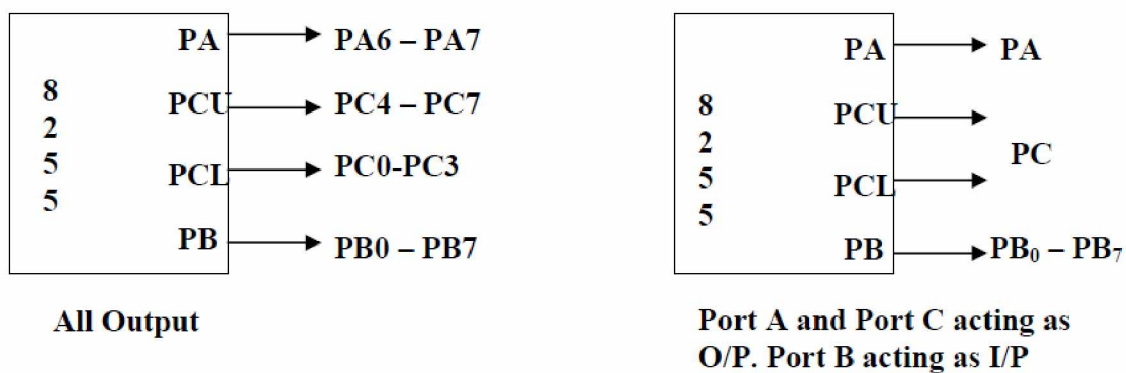 8
2
5
5
PA
PCU
PCL
PB
PA6 – PA7
PC4 – PC7
PC0-PC3
PB0 – PB7
All Output
8
2
5
5
PA
PCU
PCL
PB
PA
PC
PB₀ – PB₇
Port A and Port C acting as
O/P. Port B acting as I/P